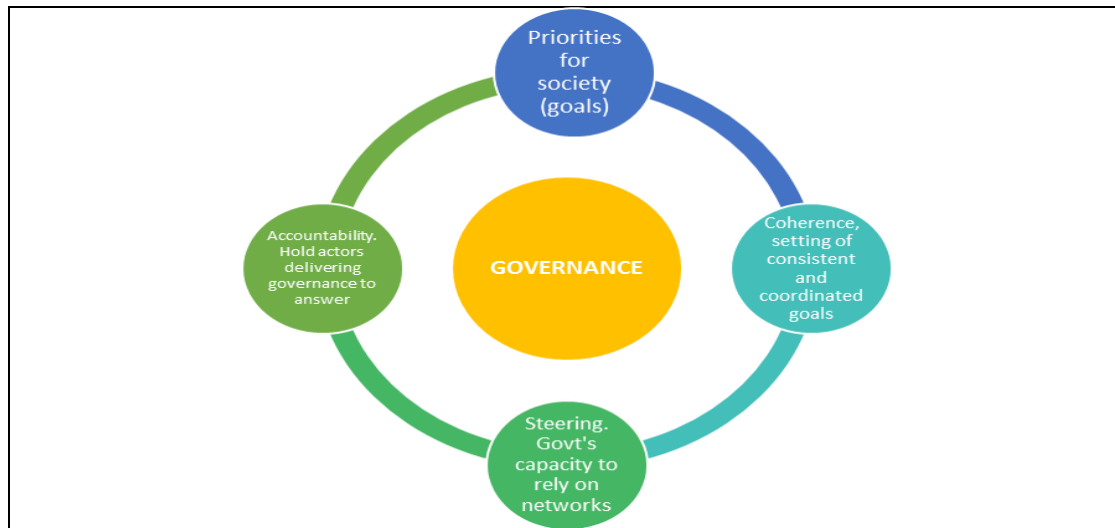 Priorities
for
society
(goals)
Coherence,
setting of
consistent
and
coordinated
goals
Steering.
Govt's
capacity to
rely on
networks
Accountability.
Hold actors
delivering
governance to
answer
GOVERNANCE